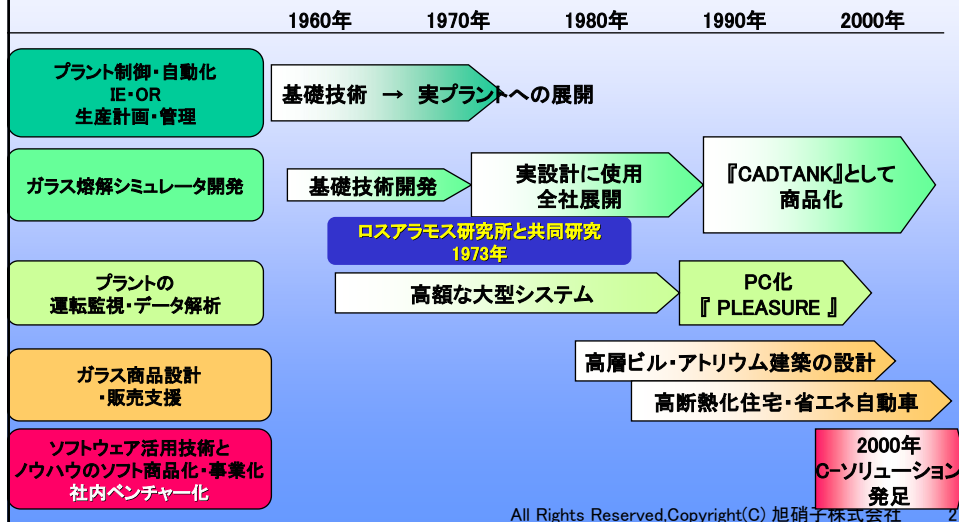 1960年 1970年 1980年 1990年 2000年
プラント制御・自動化
IE・OR
生産計画・管理
基礎技術 → 実プラントへの展開
ガラス熔解シミュレータ開発
基礎技術開発
実設計に使用
全社展開
『CADTANK』として
商品化
ロスアラモス研究所と共同研究
1973年
プラントの
運転監視・データ解析
高額な大型システム
PC化
『 PLEASURE 』
ガラス商品設計
・販売支援
高層ビル・アトリウム建築の設計
高断熱化住宅・省エネ自動車
ソフトウェア活用技術と
ノウハウのソフト商品化・事業化
社内ベンチャー化
2000年
C-ソリューション
発足
All Rights Reserved,Copyright(C) 旭硝子株式会社 2